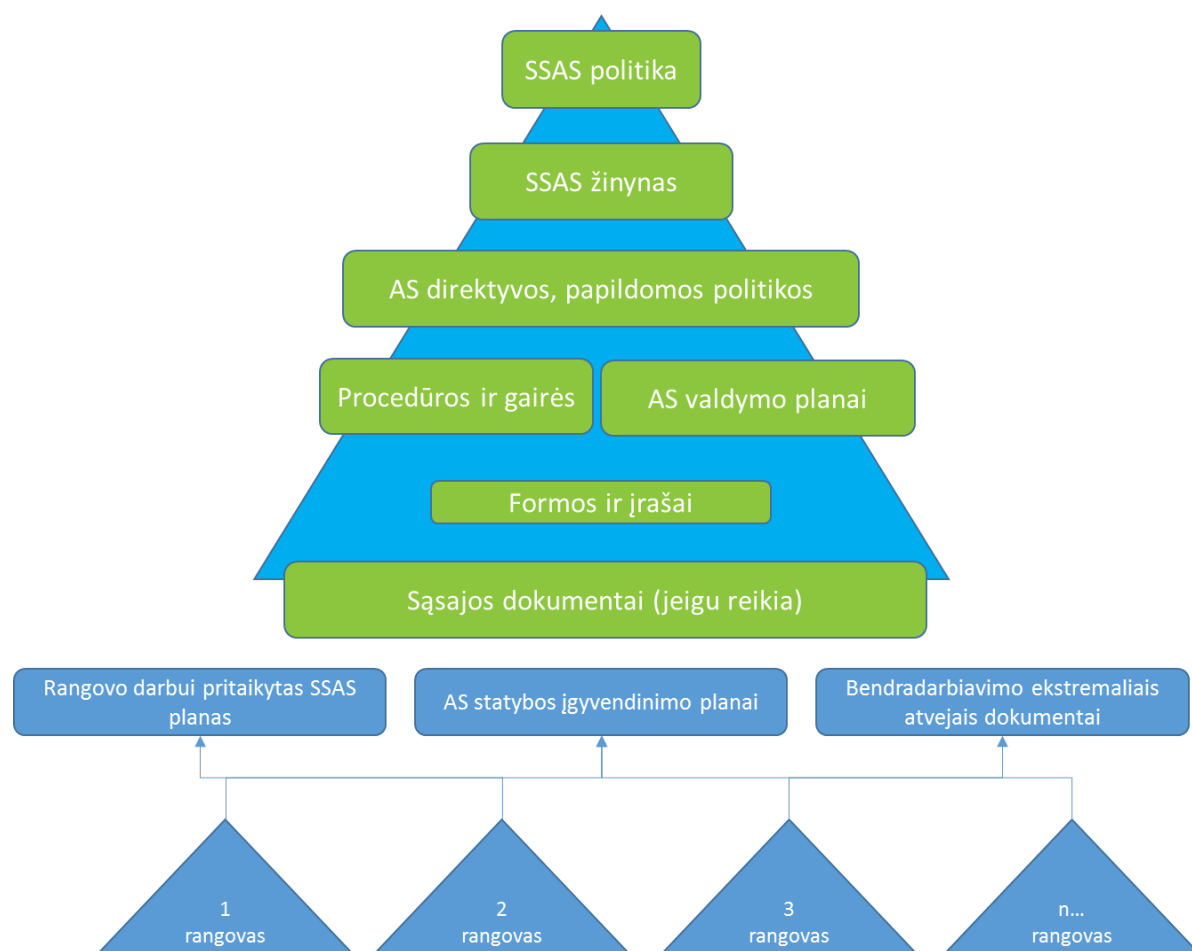 SSAS politika
SSAS žinynas
AS direktyvos, papildomos politikos
Procedūros ir gairės
AS valdymo planai
Formos ir įrašai
Sąsajos dokumentai (jeigu reikia)
Rangovo darbui pritaikytas SSAS
planas
AS statybos įgyvendinimo planai
Bendradarbiavimo ekstremaliais
atvejais dokumentai
1
rangovas
2
rangovas
3
rangovas
n...
rangovas